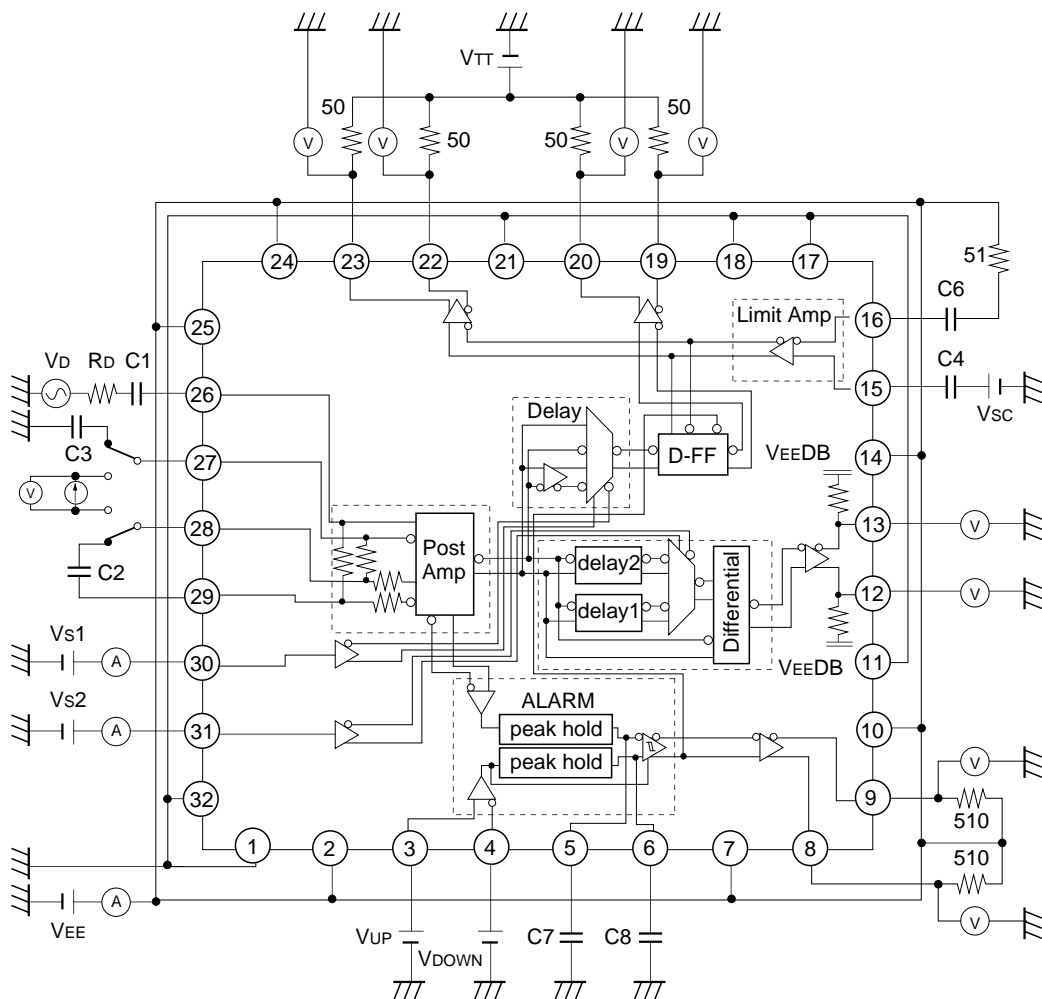 VTT
50
50
50
50
V
V
V
V
24
23
22
21
20
19
18
17
51
C6
16
Limit Amp
25
VD
RD
C1
C4
15
VSC
26
Delay
C3
D-FF
VEEDB
14
27
V
13
V
28
Post
Amp
delay2
C2
29
delay1
Differential
12
V
VS1
A
30
VEEDB
11
VS2
A
31
ALARM
peak hold
peak hold
10
V
32
9
510
1
2
3
4
5
6
7
8
510
VEE
A
V
VUP
VDOWN
C7
C8